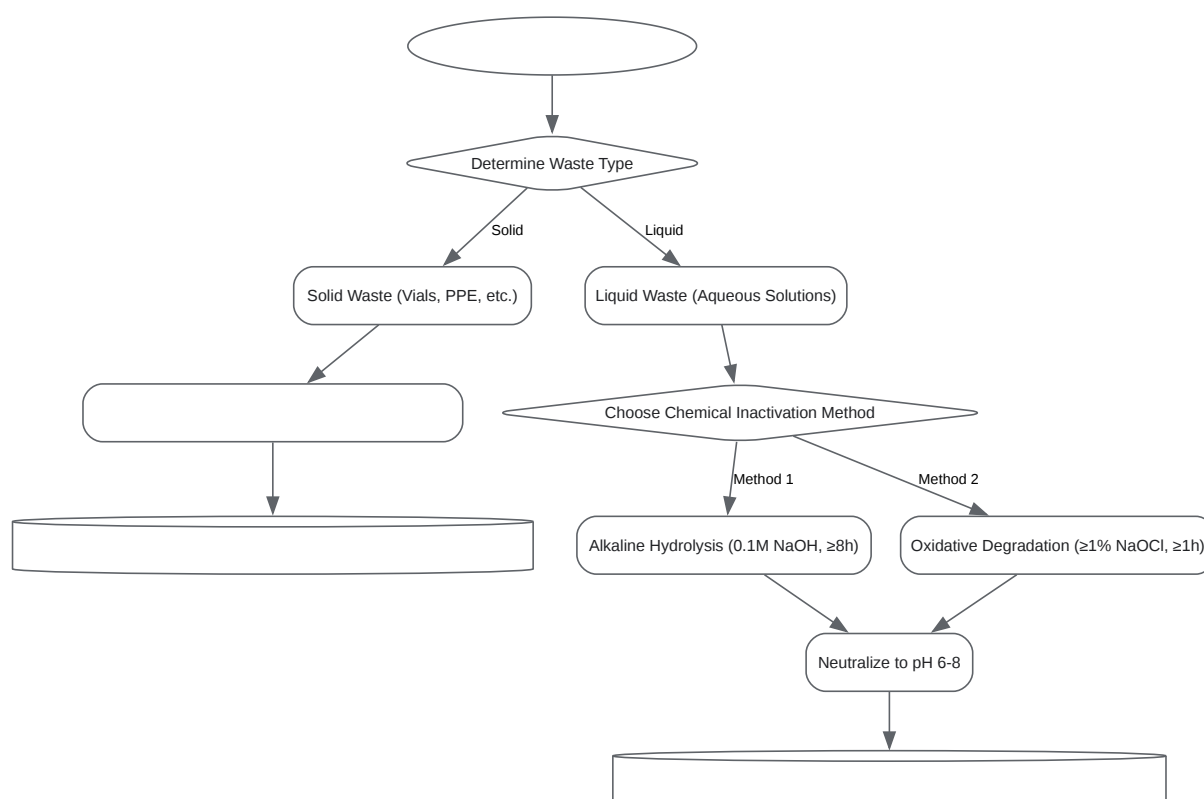 Determine Waste Type
Solid
Liquid
Solid Waste (Vials, PPE, etc.)
Liquid Waste (Aqueous Solutions)
Choose Chemical Inactivation Method
Method 1
Method 2
Alkaline Hydrolysis (0.1M NaOH, ≥8h)
Oxidative Degradation (≥1% NaOCl, ≥1h)
Neutralize to pH 6-8